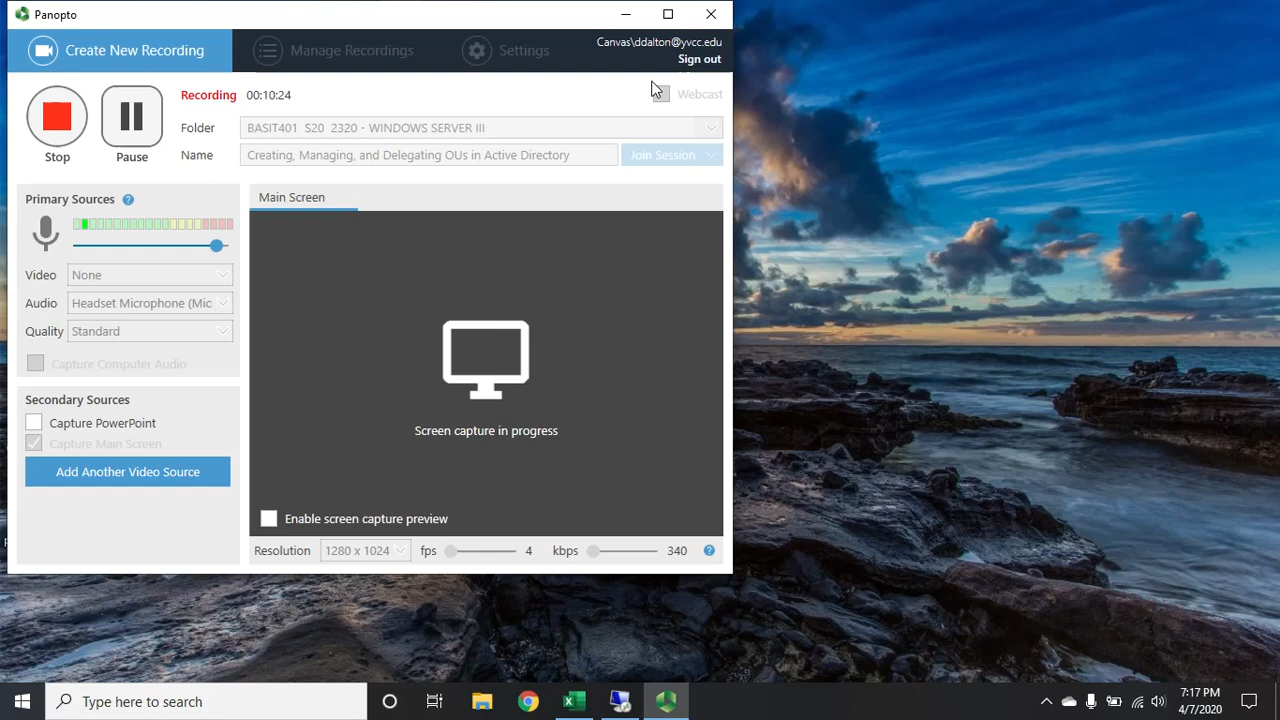 Panopto
Create New Recording
Manage Recordings
Settings
Canvas\ddalton@yvcc.edu
Sign out
Recording 00:10:24
Webcast
Folder BASIT401 S20 2320 - WINDOWS SERVER III
Name Creating, Managing, and Delegating OUs in Active Directory Join Session
Stop Pause
Primary Sources ?
Main Screen
Video None
Audio Headset Microphone (Mic
Quality Standard
Capture Computer Audio
Secondary Sources
Capture PowerPoint
Capture Main Screen
Add Another Video Source
Screen capture in progress
Enable screen capture preview
Resolution 1280 x 1024 fps 4 kbps 340 ?
Type here to search
7:17 PM
4/7/2020